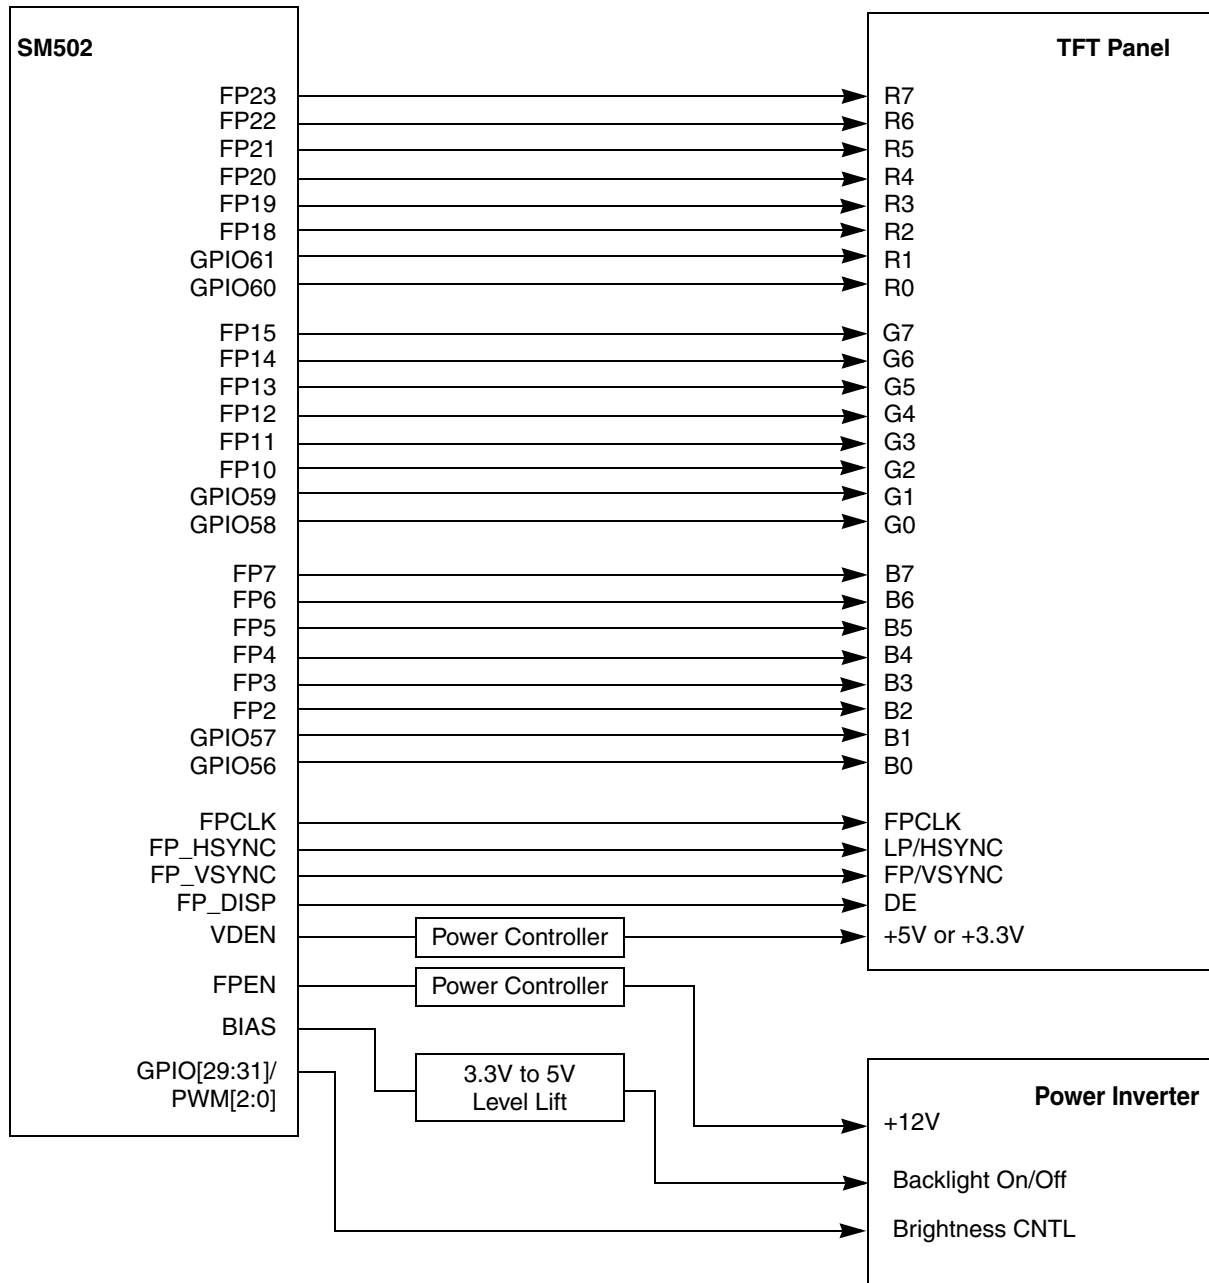 SM502
TFT Panel
FP23
R7
FP22
R6
FP21
R5
FP20
R4
FP19
R3
FP18
R2
GPIO61
R1
GPIO60
R0
FP15
G7
FP14
G6
FP13
G5
FP12
G4
FP11
G3
FP10
G2
GPIO59
G1
GPIO58
G0
FP7
B7
FP6
B6
FP5
B5
FP4
B4
FP3
B3
FP2
B2
GPIO57
B1
GPIO56
B0
FPCLK
FPCLK
FP_HSYNC
LP/HSYNC
FP_VSYNC
FP/VSYNC
FP_DISP
DE
VDEN
Power Controller
+5V or +3.3V
FPEN
Power Controller
BIAS
GPIO[29:31]/
PWM[2:0]
3.3V to 5V
Level Lift
Power Inverter
+12V
Backlight On/Off
Brightness CNTL